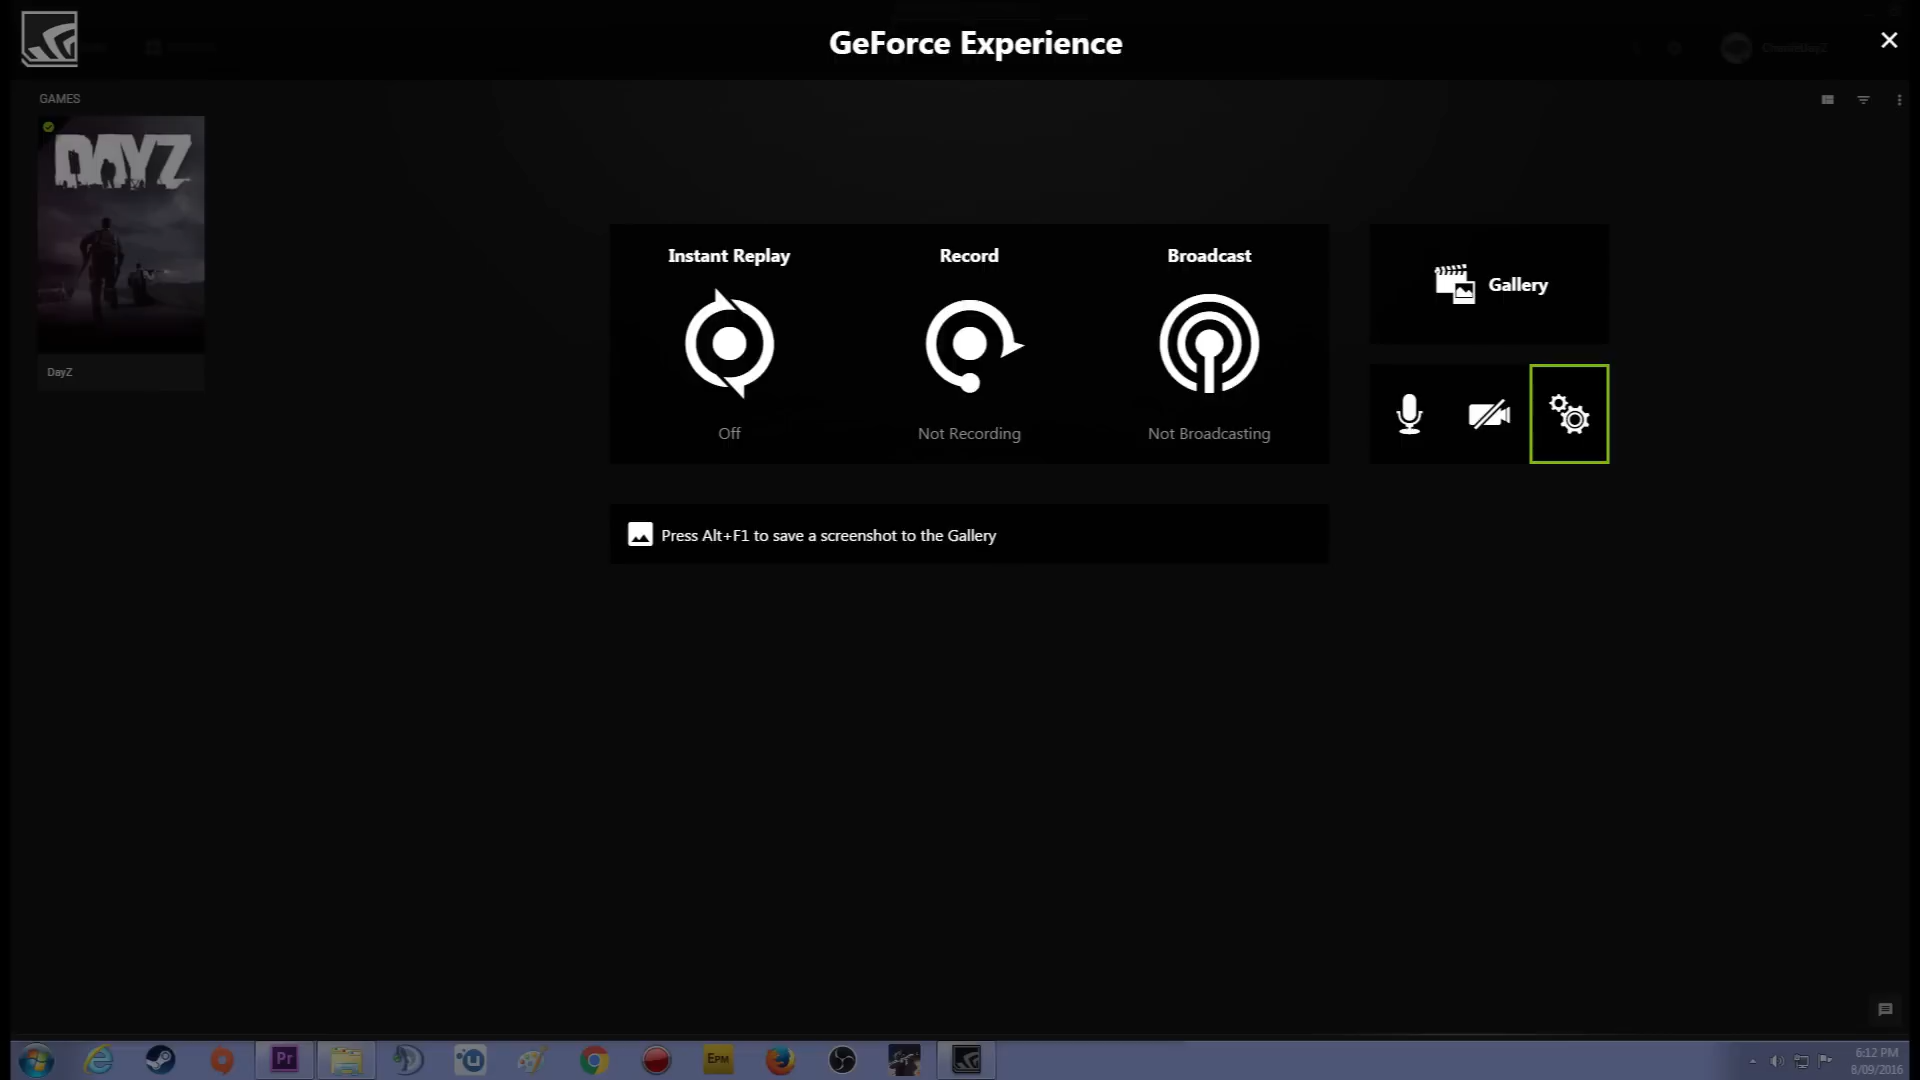 GeForce Experience
GAMES
DAYZ
DayZ
Instant Replay
Record
Broadcast
Gallery
Off
Not Recording
Not Broadcasting
Press Alt+F1 to save a screenshot to the Gallery
Pr
EPM
6:12 PM
8/09/2016